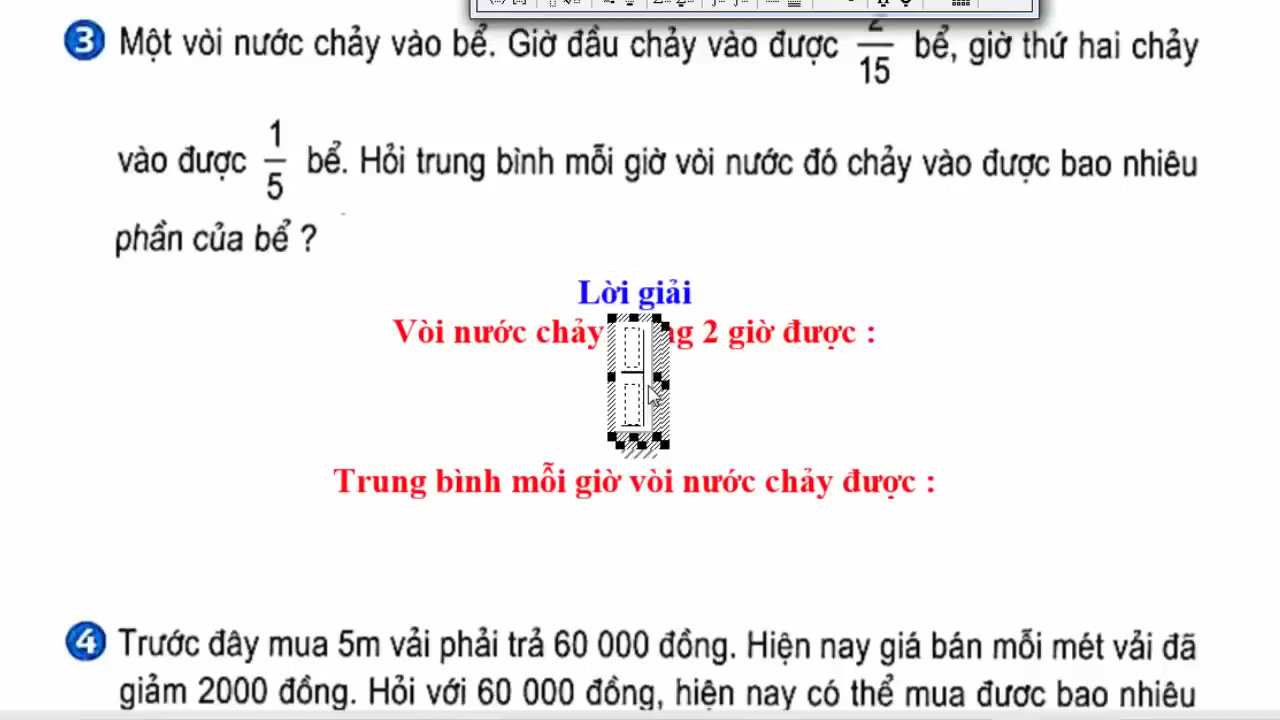 3 Một vòi nước chảy vào bể. Giờ đầu chảy vào được 2/15 bể, giờ thứ hai chảy
vào được 1/5 bể. Hỏi trung bình mỗi giờ vòi nước đó chảy vào được bao nhiêu
phần của bể ?
Lời giải
Vòi nước chảy 2 giờ được :
Trung bình mỗi giờ vòi nước chảy được :
4 Trước đây mua 5m vải phải trả 60 000 đồng. Hiện nay giá bán mỗi mét vải đã
giảm 2000 đồng. Hỏi với 60 000 đồng, hiện nay có thể mua được bao nhiêu